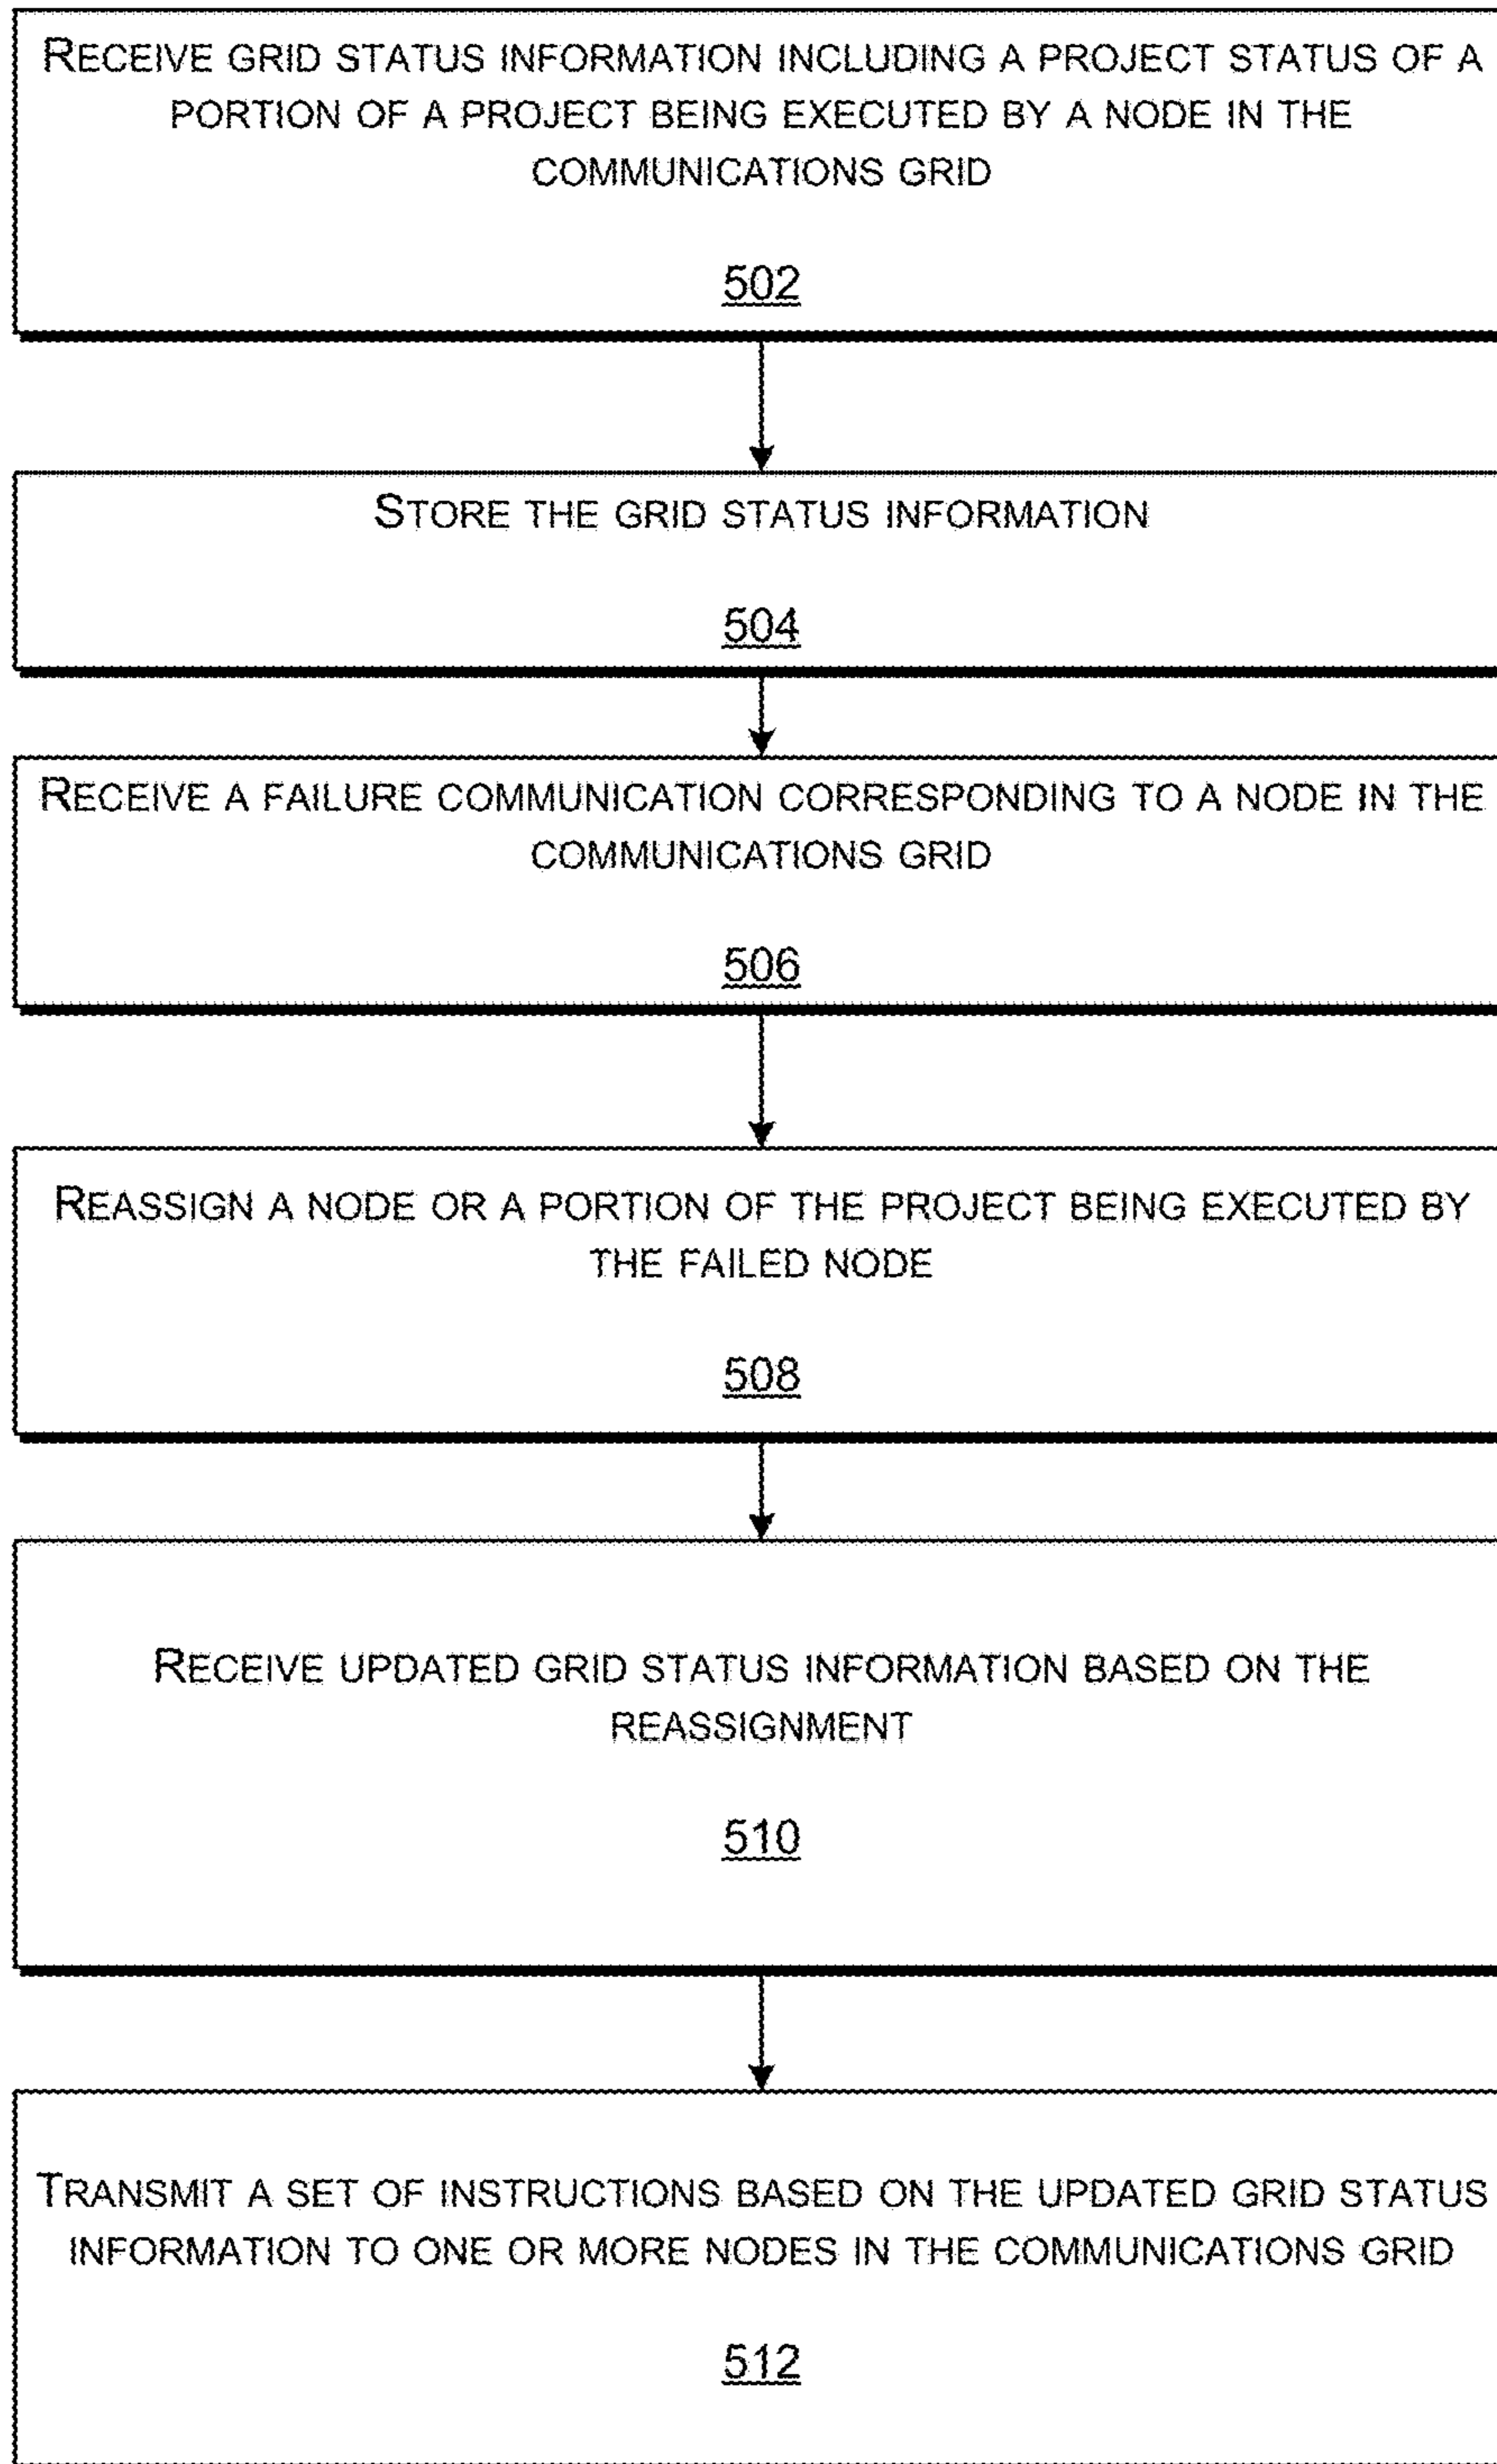 RECEIVE GRID STATUS INFORMATION INCLUDING A PROJECT STATUS OF A
PORTION OF A PROJECT BEING EXECUTED BY A NODE IN THE
COMMUNICATIONS GRID
502
STORE THE GRID STATUS INFORMATION
504
RECEIVE A FAILURE COMMUNICATION CORRESPONDING TO A NODE IN THE
COMMUNICATIONS GRID
506
REASSIGN A NODE OR A PORTION OF THE PROJECT BEING EXECUTED BY
THE FAILED NODE
508
RECEIVE UPDATED GRID STATUS INFORMATION BASED ON THE
REASSIGNMENT
510
TRANSMIT A SET OF INSTRUCTIONS BASED ON THE UPDATED GRID STATUS
INFORMATION TO ONE OR MORE NODES IN THE COMMUNICATIONS GRID
512